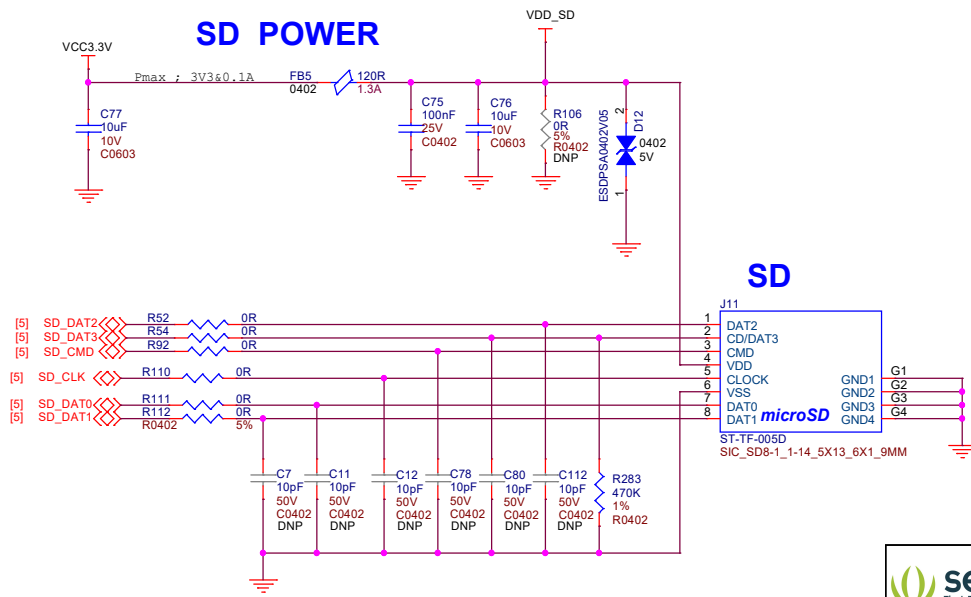 SD POWER
VDD_SD
VCC3.3V
Pmax ; 3V3&0.1A
FB5
0402
120R
1.3A
C77
10uF
10V
C0603
C75
100nF
25V
C0402
C76
10uF
10V
C0603
R106
0R
5%
R0402
DNP
ESDPSA0402V05
2
1
D12
0402
5V
SD
J11
[5] SD_DAT2 R52 0R 1 DAT2
[5] SD_DAT3 R54 0R 2 CD/DAT3
[5] SD_CMD R92 0R 3 CMD
4 VDD
[5] SD_CLK R110 0R 5 CLOCK GND1 G1
6 VSS GND2 G2
[5] SD_DAT0 R111 0R 7 DAT0 GND3 G3
[5] SD_DAT1 R112 0R 8 DAT1 GND4 G4
R0402 5%
microSD
ST-TF-005D
SIC_SD8-1_1-14_5X13_6X1_9MM
C7
10pF
50V
C0402
DNP
C11
10pF
50V
C0402
DNP
C12
10pF
50V
C0402
DNP
C78
10pF
50V
C0402
DNP
C80
10pF
50V
C0402
DNP
C112
10pF
50V
C0402
DNP
R283
470K
1%
R0402